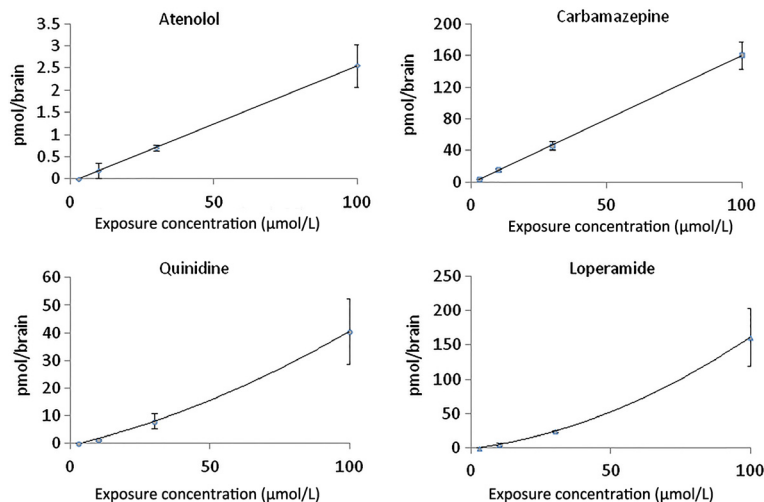 Atenolol
3.5
3
2.5
2
1.5
1
0.5
0
pmol/brain
0 50 100
Exposure concentration (μmol/L)
Carbamazepine
200
160
120
80
40
0
pmol/brain
0 50 100
Exposure concentration (μmol/L)
Quinidine
60
50
40
30
20
10
0
pmol/brain
0 50 100
Exposure concentration (μmol/L)
Loperamide
250
200
150
100
50
0
pmol/brain
0 50 100
Exposure concentration (μmol/L)